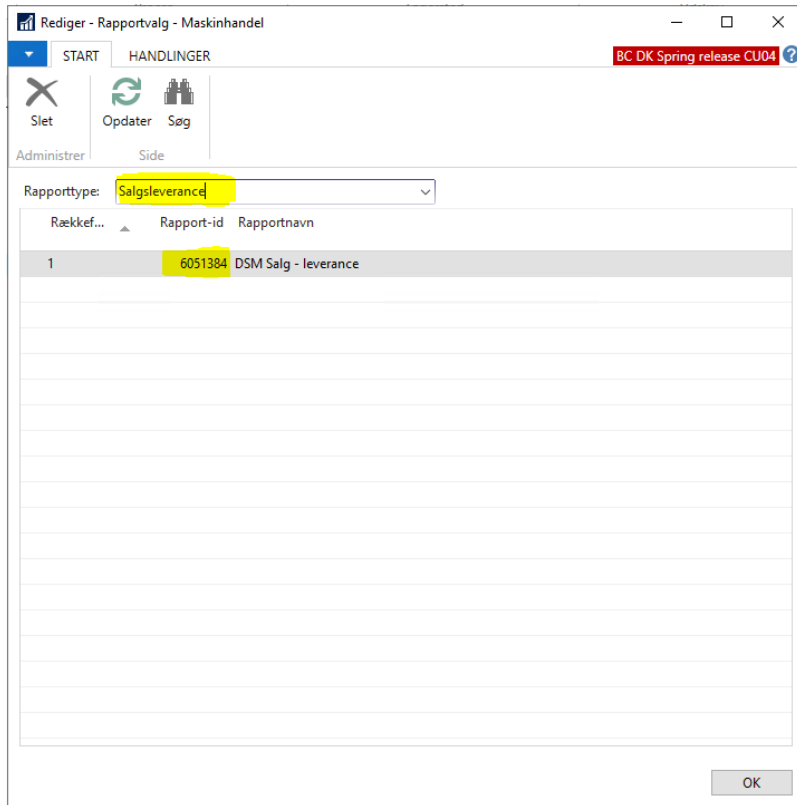 Rediger - Rapportvalg - Maskinhandel
START HANDLINGER BC DK Spring release CU04 ?
Slet Opdater Søg
Administrer Side
Rapporttype: Salgsleverance
Rækkef... Rapport-id Rapportnavn
1 6051384 DSM Salg - leverance
OK